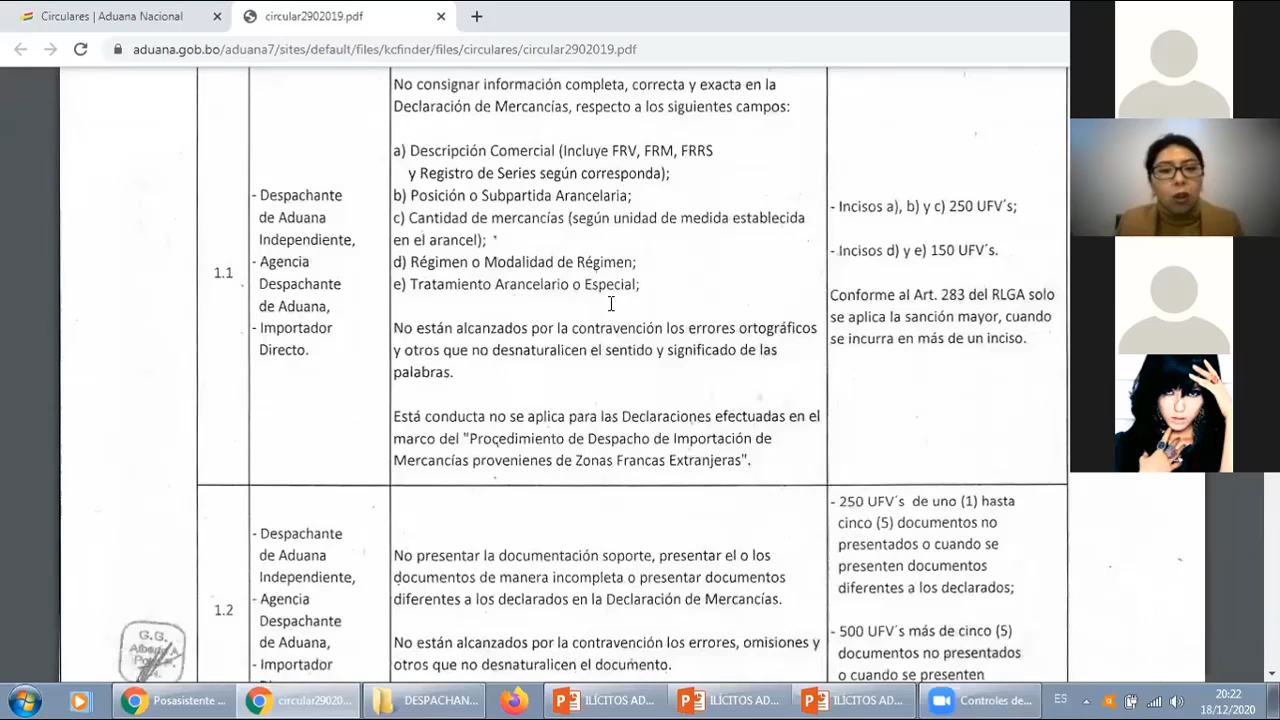 Circulares | Aduana Nacional
circular2902019.pdf
aduana.gob.bo/aduana7/sites/default/files/kcfinder/files/circulares/circular2902019.pdf
1.1
- Despachante
de Aduana
Independiente,
- Agencia
Despachante
de Aduana,
- Importador
Directo.
No consignar información completa, correcta y exacta en la
Declaración de Mercancías, respecto a los siguientes campos:
a) Descripción Comercial (Incluye FRV, FRM, FRRS
y Registro de Series según corresponda);
b) Posición o Subpartida Arancelaria;
c) Cantidad de mercancías (según unidad de medida establecida
en el arancel);
d) Régimen o Modalidad de Régimen;
e) Tratamiento Arancelario o Especial;
No están alcanzados por la contravención los errores ortográficos
y otros que no desnaturalicen el sentido y significado de las
palabras.
Está conducta no se aplica para las Declaraciones efectuadas en el
marco del "Procedimiento de Despacho de Importación de
Mercancías provenienes de Zonas Francas Extranjeras".
- Incisos a), b) y c) 250 UFV´s;
- Incisos d) y e) 150 UFV´s.
Conforme al Art. 283 del RLGA solo
se aplica la sanción mayor, cuando
se incurra en más de un inciso.
1.2
- Despachante
de Aduana
Independiente,
- Agencia
Despachante
de Aduana,
- Importador
No presentar la documentación soporte, presentar el o los
documentos de manera incompleta o presentar documentos
diferentes a los declarados en la Declaración de Mercancías.
No están alcanzados por la contravención los errores, omisiones y
otros que no desnaturalicen el documento.
- 250 UFV´s de uno (1) hasta
cinco (5) documentos no
presentados o cuando se
presenten documentos
diferentes a los declarados;
- 500 UFV´s más de cinco (5)
documentos no presentados
o cuando se presenten
G.G.
Posasistente ...
circular29020...
DESPACHAN...
ILÍCITOS AD...
ILÍCITOS AD...
ILÍCITOS AD...
Controles de...
ES
20:22
18/12/2020